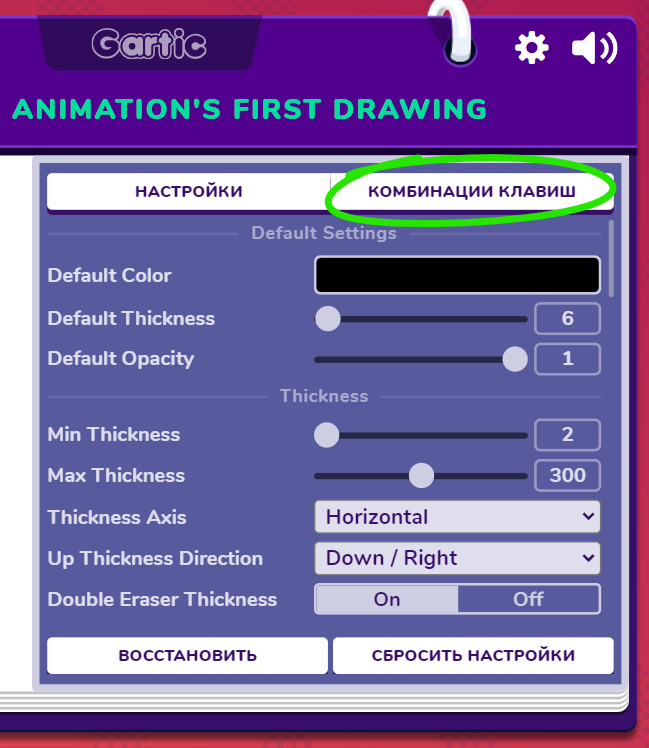 Gartic
ANIMATION'S FIRST DRAWING
НАСТРОЙКИ КОМБИНАЦИИ КЛАВИШ
Default Settings
Default Color
Default Thickness 6
Default Opacity 1
Thickness
Min Thickness 2
Max Thickness 300
Thickness Axis Horizontal
Up Thickness Direction Down / Right
Double Eraser Thickness On Off
ВОССТАНОВИТЬ СБРОСИТЬ НАСТРОЙКИ